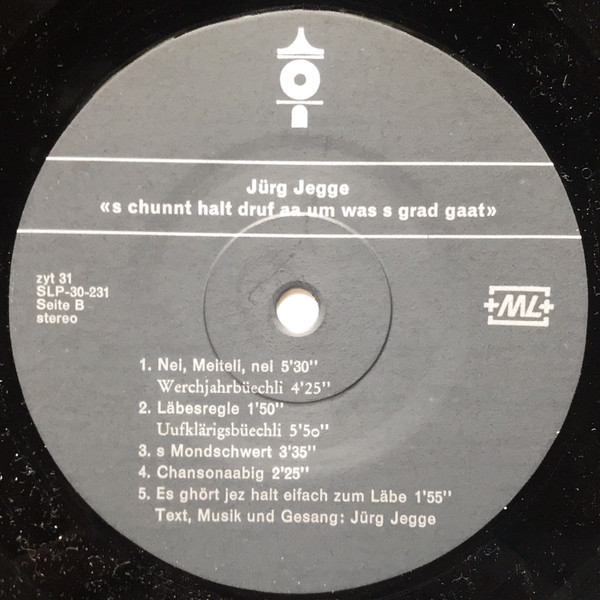 Jürg Jegge
«s chunnt halt druf aa um was s grad gaat»
zyt 31
SLP-30-231
Seite B
stereo
+ML+
1. Nei, Meiteli, nei 5'30''
Werchjahrbüechli 4'25''
2. Läbesregle 1'50''
Uufklärigsbüechli 5'50''
3. s Mondschwert 3'35''
4. Chansonaabig 2'25''
5. Es ghört jez halt eifach zum Läbe 1'55''
Text, Musik und Gesang: Jürg Jegge